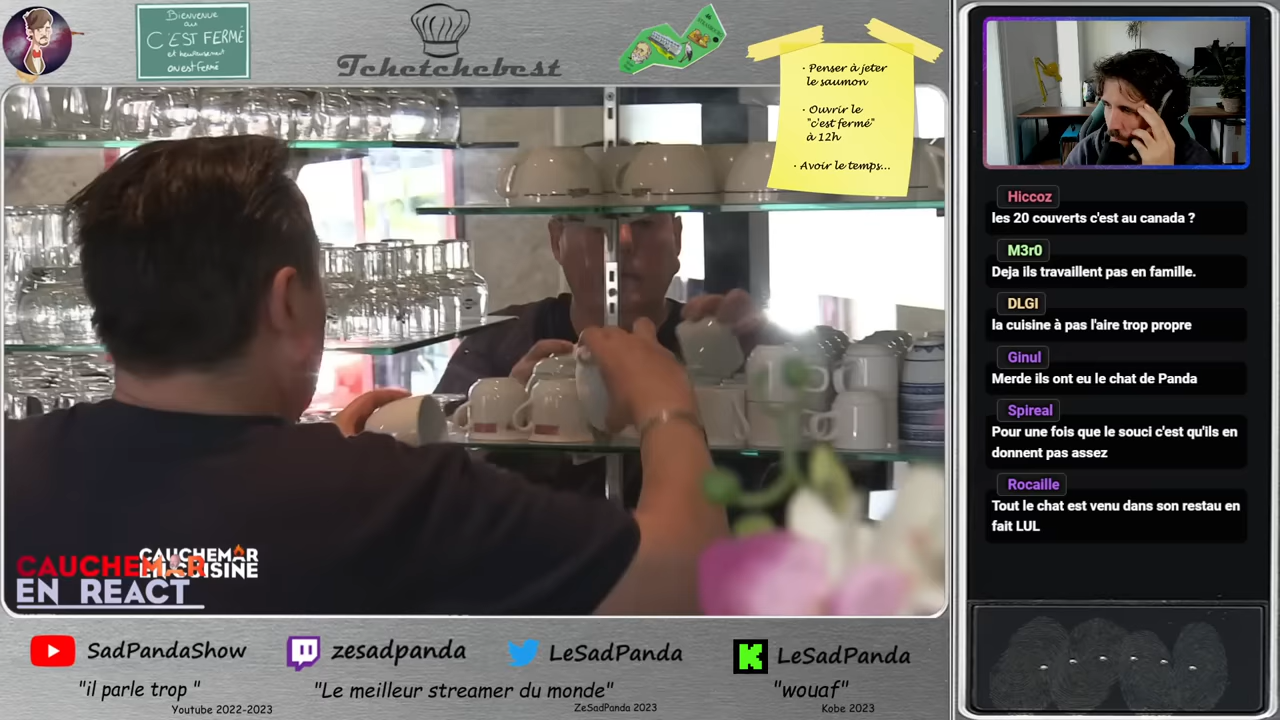 Bienvenue
au
C'EST FERMÉ
et heureusement
on est fermé
Tchetchebest
· Penser à jeter
le saumon
· Ouvrir le
"c'est fermé"
à 12h
· Avoir le temps...
Hiccoz
les 20 couverts c'est au canada ?
M3r0
Deja ils travaillent pas en famille.
DLGI
la cuisine à pas l'aire trop propre
Ginul
Merde ils ont eu le chat de Panda
Spireal
Pour une fois que le souci c'est qu'ils en
donnent pas assez
Rocaille
Tout le chat est venu dans son restau en
fait LUL
CAUCHEMAR
EN CUISINE
CAUCHEMAR
EN REACT
SadPandaShow
"il parle trop "
Youtube 2022-2023
zesadpanda
"Le meilleur streamer du monde"
ZeSadPanda 2023
LeSadPanda
LeSadPanda
"wouaf"
Kobe 2023